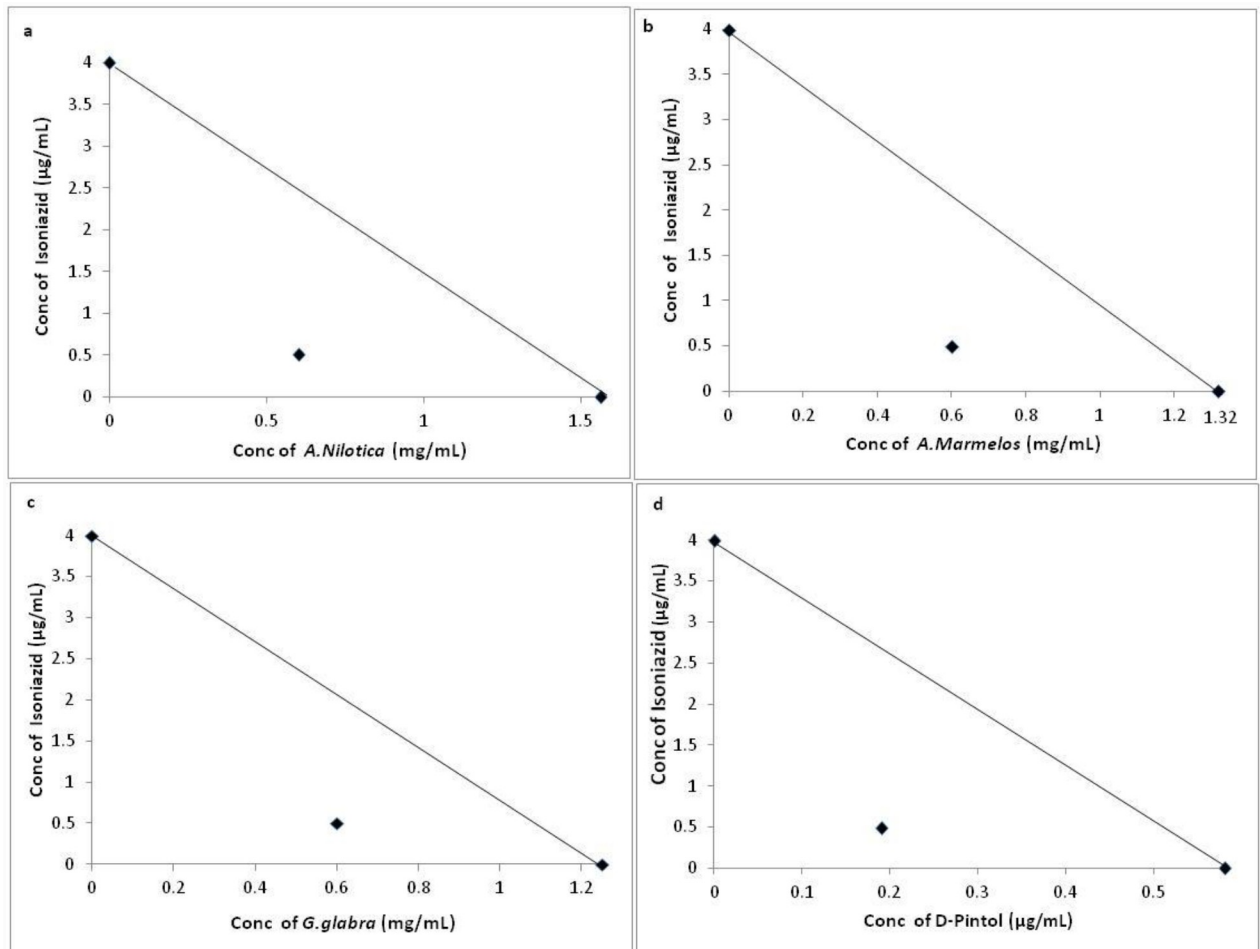 a
4
3.5
3
2.5
2
1.5
1
0.5
0
Conc of Isoniazid (µg/mL)
0 0.5 1 1.5
Conc of A.Nilotica (mg/mL)
b
4
3.5
3
2.5
2
1.5
1
0.5
0
Conc of Isoniazid (µg/mL)
0 0.2 0.4 0.6 0.8 1 1.2 1.32
Conc of A.Marmelos (mg/mL)
c
4
3.5
3
2.5
2
1.5
1
0.5
0
Conc of Isoniazid (µg/mL)
0 0.2 0.4 0.6 0.8 1 1.2
Conc of G.glabra (mg/mL)
d
4
3.5
3
2.5
2
1.5
1
0.5
0
Conc of Isoniazid (µg/mL)
0 0.1 0.2 0.3 0.4 0.5
Conc of D-Pintol (µg/mL)